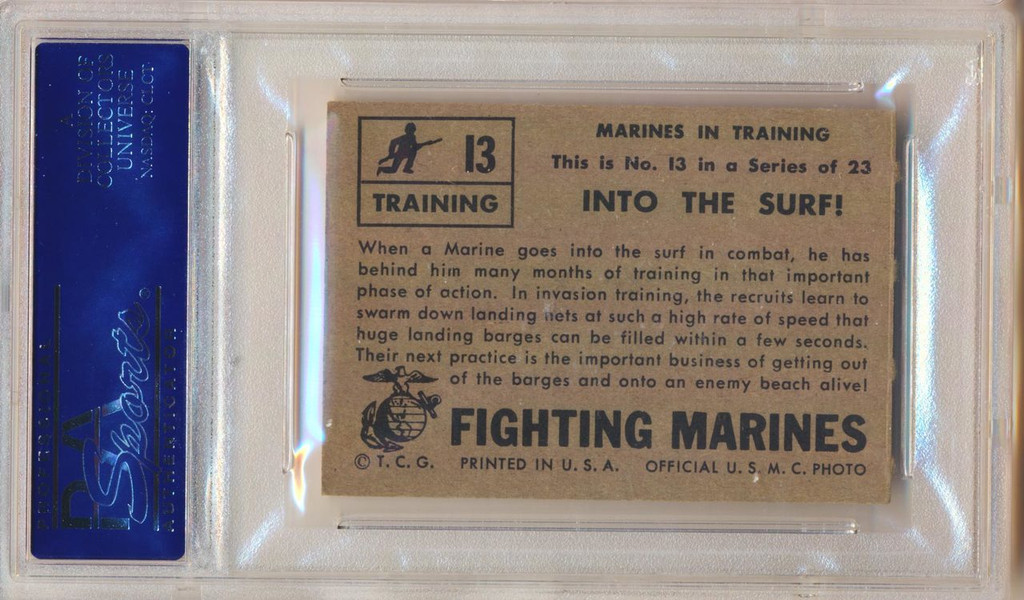 A
DIVISION OF
COLLECTORS
UNIVERSE
NASDAQ: CLCT
PROFESSIONAL
PSA
Sports®
AUTHENTICATOR
13
TRAINING
MARINES IN TRAINING
This is No. 13 in a Series of 23
INTO THE SURF!
When a Marine goes into the surf in combat, he has
behind him many months of training in that important
phase of action. In invasion training, the recruits learn to
swarm down landing nets at such a high rate of speed that
huge landing barges can be filled within a few seconds.
Their next practice is the important business of getting out
of the barges and onto an enemy beach alive!
FIGHTING MARINES
© T. C. G. PRINTED IN U. S. A. OFFICIAL U. S. M. C. PHOTO